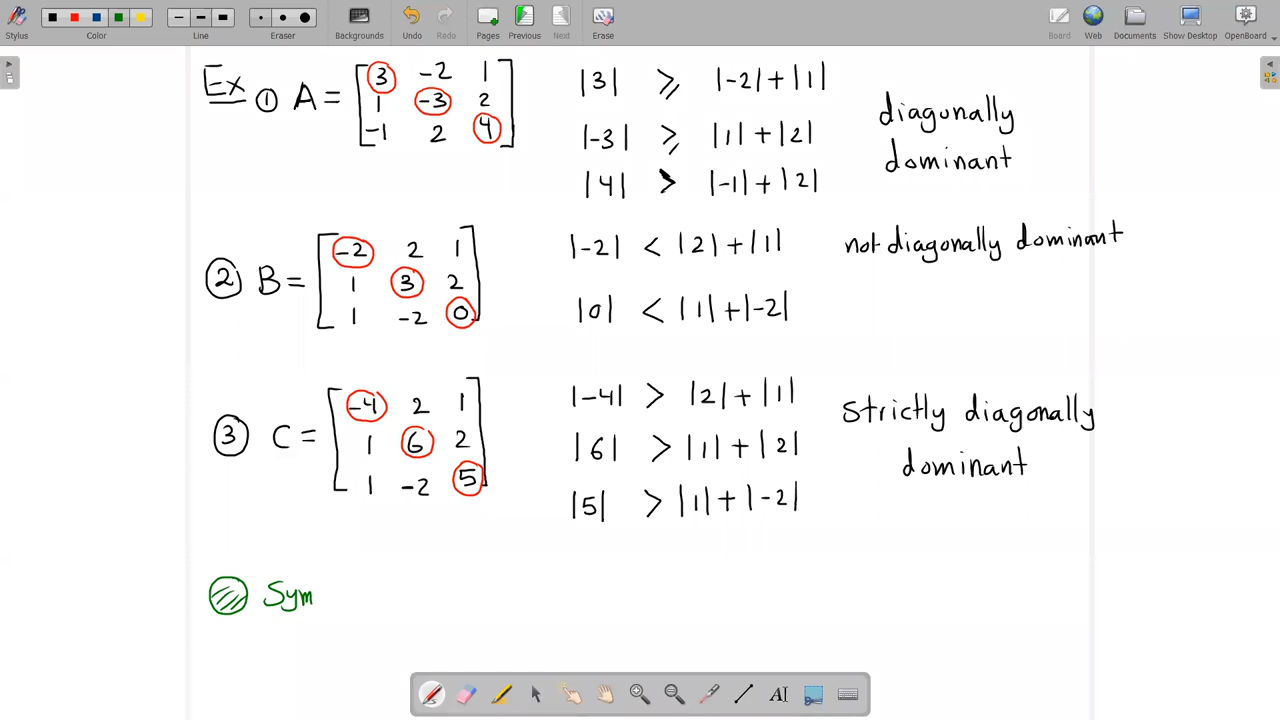 Stylus Color Line Eraser Backgrounds Undo Redo Pages Previous Next Erase Board Web Documents Show Desktop OpenBoard
Ex ① A = [ 3 -2 1
1 -3 2
-1 2 4 ]
|3| ⩾ |-2| + |1|
|-3| ⩾ |1| + |2|
|4| > |-1| + |2|
diagonally
dominant
② B = [ -2 2 1
1 3 2
1 -2 0 ]
|-2| < |2| + |1|
|0| < |1| + |-2|
not diagonally dominant
③ C = [ -4 2 1
1 6 2
1 -2 5 ]
|-4| > |2| + |1|
|6| > |1| + |2|
|5| > |1| + |-2|
Strictly diagonally
dominant
Sym
AI